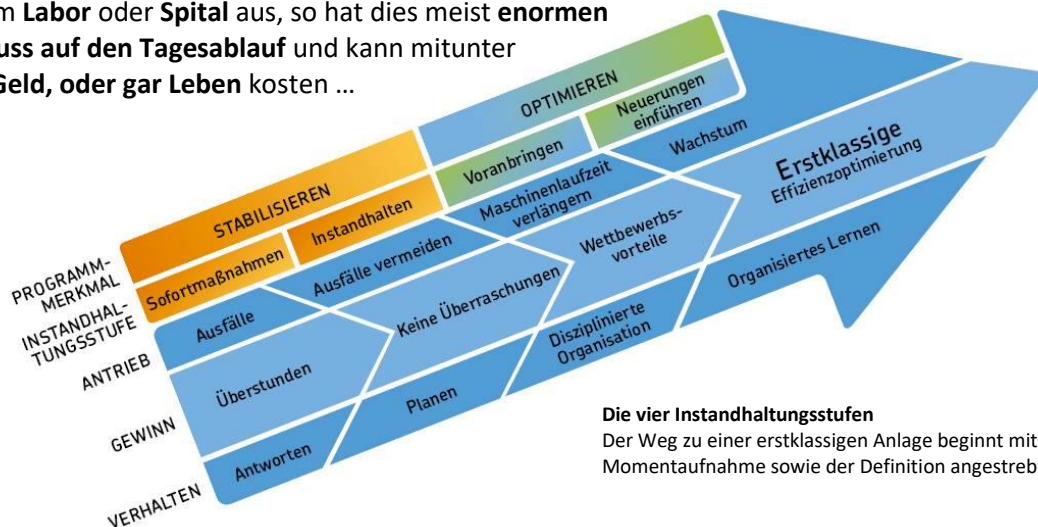 m Labor oder Spital aus, so hat dies meist enormen
uss auf den Tagesablauf und kann mitunter
Geld, oder gar Leben kosten …
OPTIMIEREN
STABILISIEREN
PROGRAMM-
MERKMAL
Neuerungen
einführen
Voranbringen
Instandhalten
Sofortmaßnahmen
INSTANDHAL-
TUNGSSTUFE
Wachstum
Maschinenlaufzeit
verlängern
Ausfälle vermeiden
Ausfälle
ANTRIEB
Erstklassige
Effizienzoptimierung
Wettbewerbs-
vorteile
Keine Überraschungen
Überstunden
GEWINN
Organisiertes Lernen
Disziplinierte
Organisation
Planen
Antworten
VERHALTEN
Die vier Instandhaltungsstufen
Der Weg zu einer erstklassigen Anlage beginnt mit
Momentaufnahme sowie der Definition angestreb